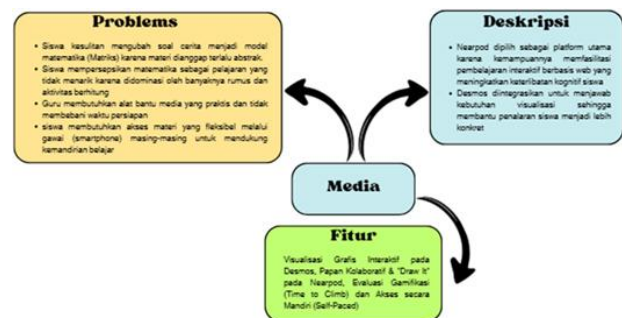 Problems
• Siswa kesulitan mengubah soal cerita menjadi model
matematika (Matriks) karena materi dianggap terlalu abstrak.
• Siswa mempersepsikan matematika sebagai pelajaran yang
tidak menarik karena didominasi oleh banyaknya rumus dan
aktivitas berhitung
• Guru membutuhkan alat bantu media yang praktis dan tidak
membebani waktu persiapan
• siswa membutuhkan akses materi yang fleksibel melalui
gawai (smartphone) masing-masing untuk mendukung
kemandirian belajar
Deskripsi
• Nearpod dipilih sebagai platform utama
karena kemampuannya memfasilitasi
pembelajaran interaktif berbasis web yang
meningkatkan keterlibatan kognitif siswa
• Desmos diintegrasikan untuk menjawab
kebutuhan visualisasi sehingga
membantu penalaran siswa menjadi lebih
konkret
Media
Fitur
Visualisasi Grafis Interaktif pada
Desmos, Papan Kolaboratif & "Draw It"
pada Nearpod, Evaluasi Gamifikasi
(Time to Climb) dan Akses secara
Mandiri (Self-Paced)